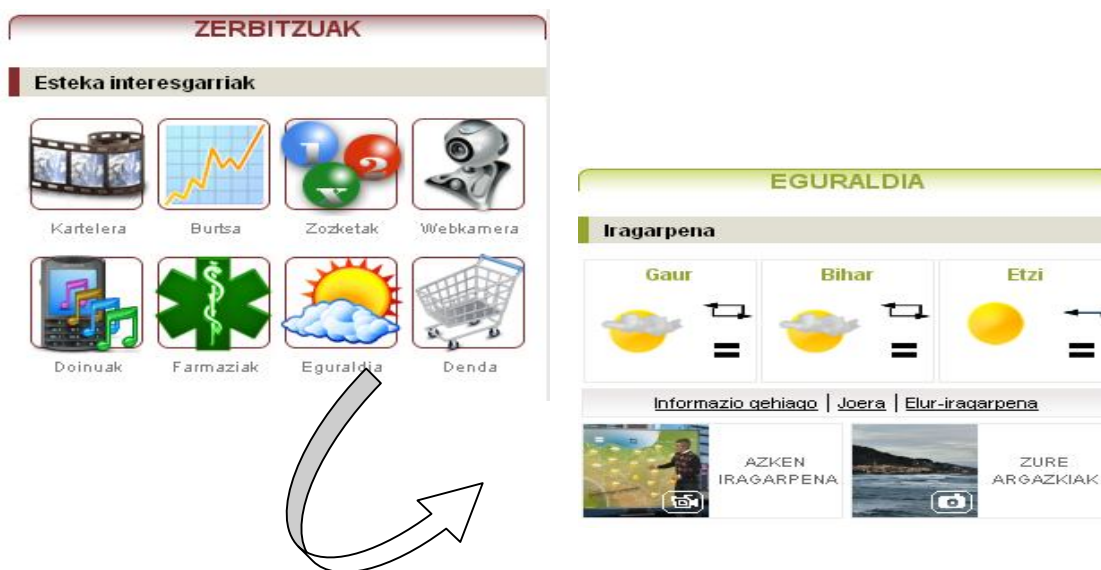 ZERBITZUAK
Esteka interesgarriak
Kartelera Burtsa Zozketak Webkamera
Doinuak Farmaziak Eguraldia Denda
EGURALDIA
Iragarpena
Gaur Bihar Etzi
Informazio gehiago | Joera | Elur-iragarpena
AZKEN
IRAGARPENA
ZURE
ARGAZKIAK